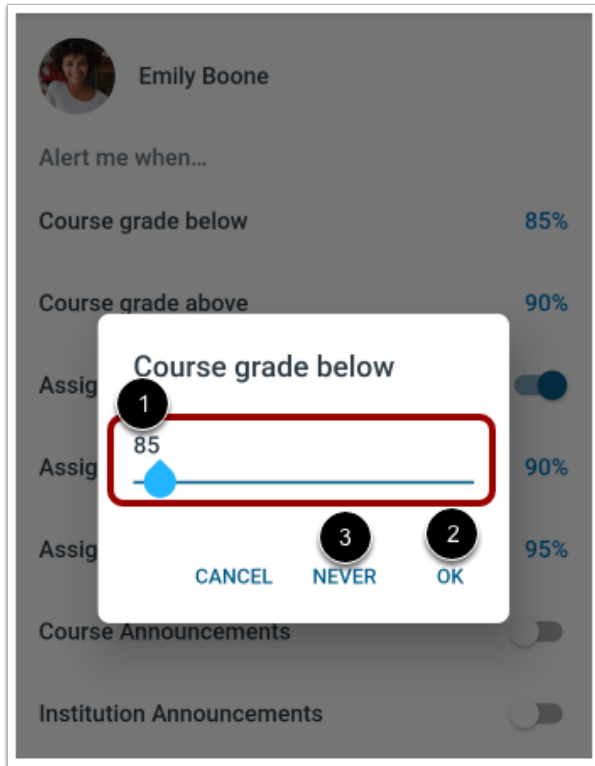 Emily Boone
Alert me when...
Course grade below 85%
Course grade above 90%
Course grade below
Assig
1
85
Assig 90%
3 2
Assig 95%
CANCEL NEVER OK
Course Announcements
Institution Announcements